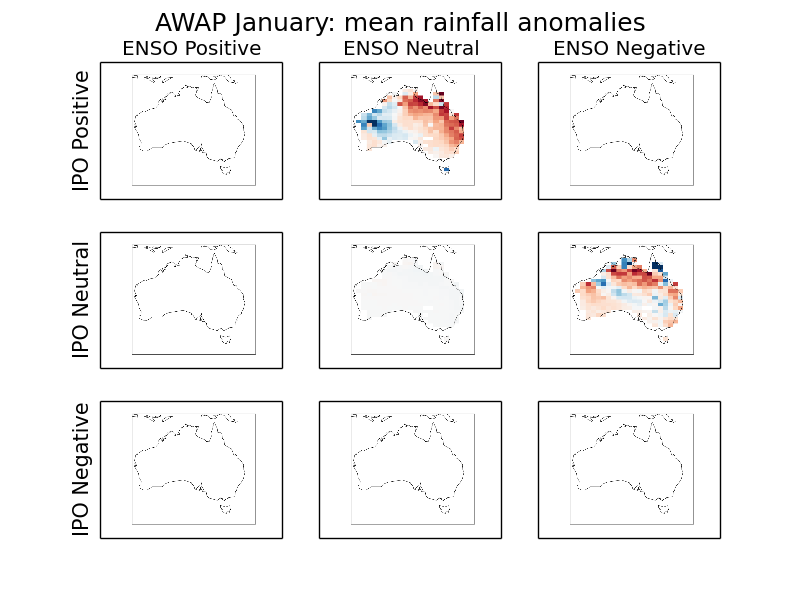 AWAP January: mean rainfall anomalies
ENSO Positive
ENSO Neutral
ENSO Negative
IPO Positive
IPO Neutral
IPO Negative